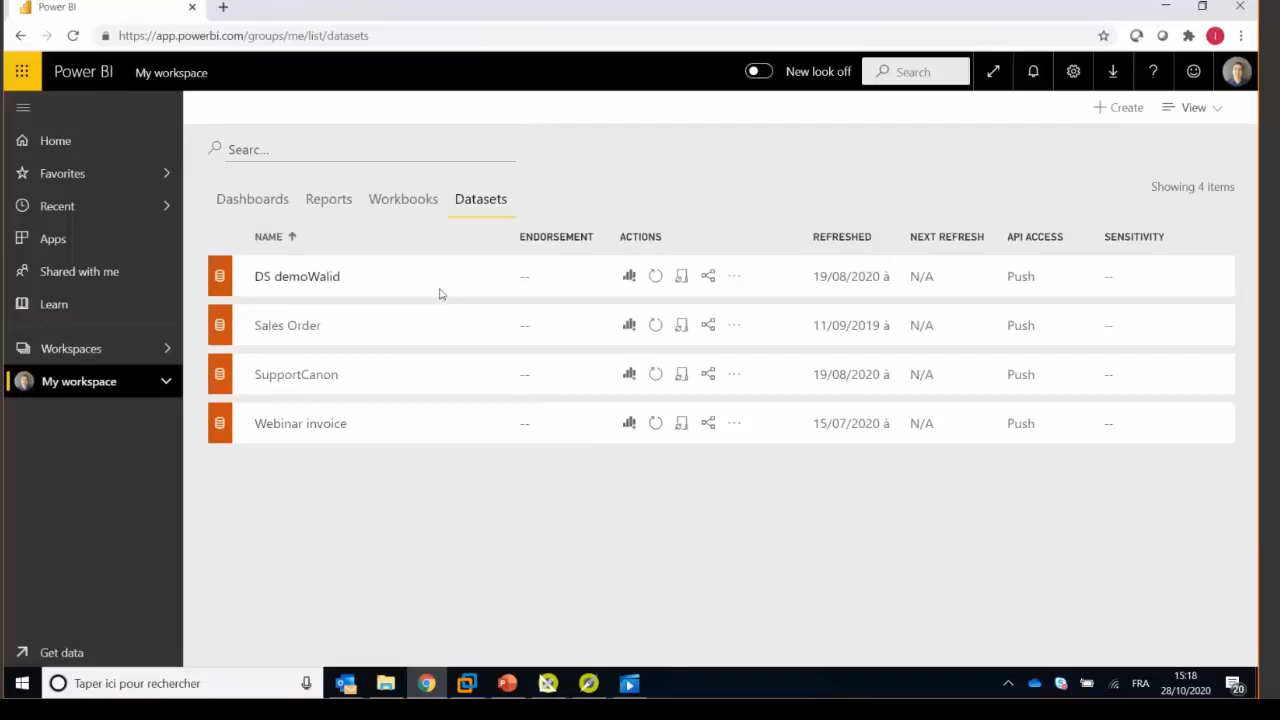 Power BI
https://app.powerbi.com/groups/me/list/datasets
Power BI My workspace New look off Search
Create View
Home
Favorites
Recent
Apps
Shared with me
Learn
Workspaces
My workspace
Get data
Searc...
Showing 4 items
Dashboards Reports Workbooks Datasets
NAME ENDORSEMENT ACTIONS REFRESHED NEXT REFRESH API ACCESS SENSITIVITY
DS demoWalid -- 19/08/2020 à N/A Push --
Sales Order -- 11/09/2019 à N/A Push --
SupportCanon -- 19/08/2020 à N/A Push --
Webinar invoice -- 15/07/2020 à N/A Push --
Taper ici pour rechercher FRA 15:18
28/10/2020 20